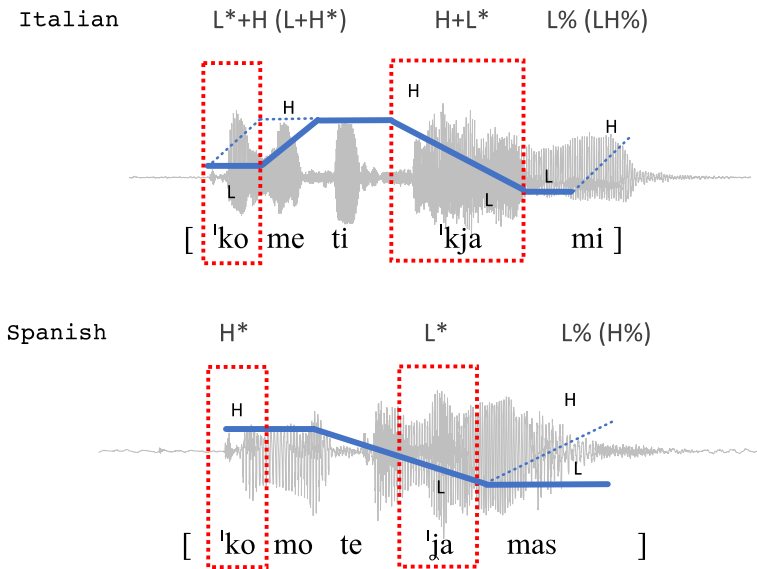 Italian L*+H (L+H*) H+L* L% (LH%)
H H H
L L L
[ ˈko me ti ˈkja mi ]
Spanish H* L* L% (H%)
H H
L L
[ ˈko mo te ˈʝa mas ]